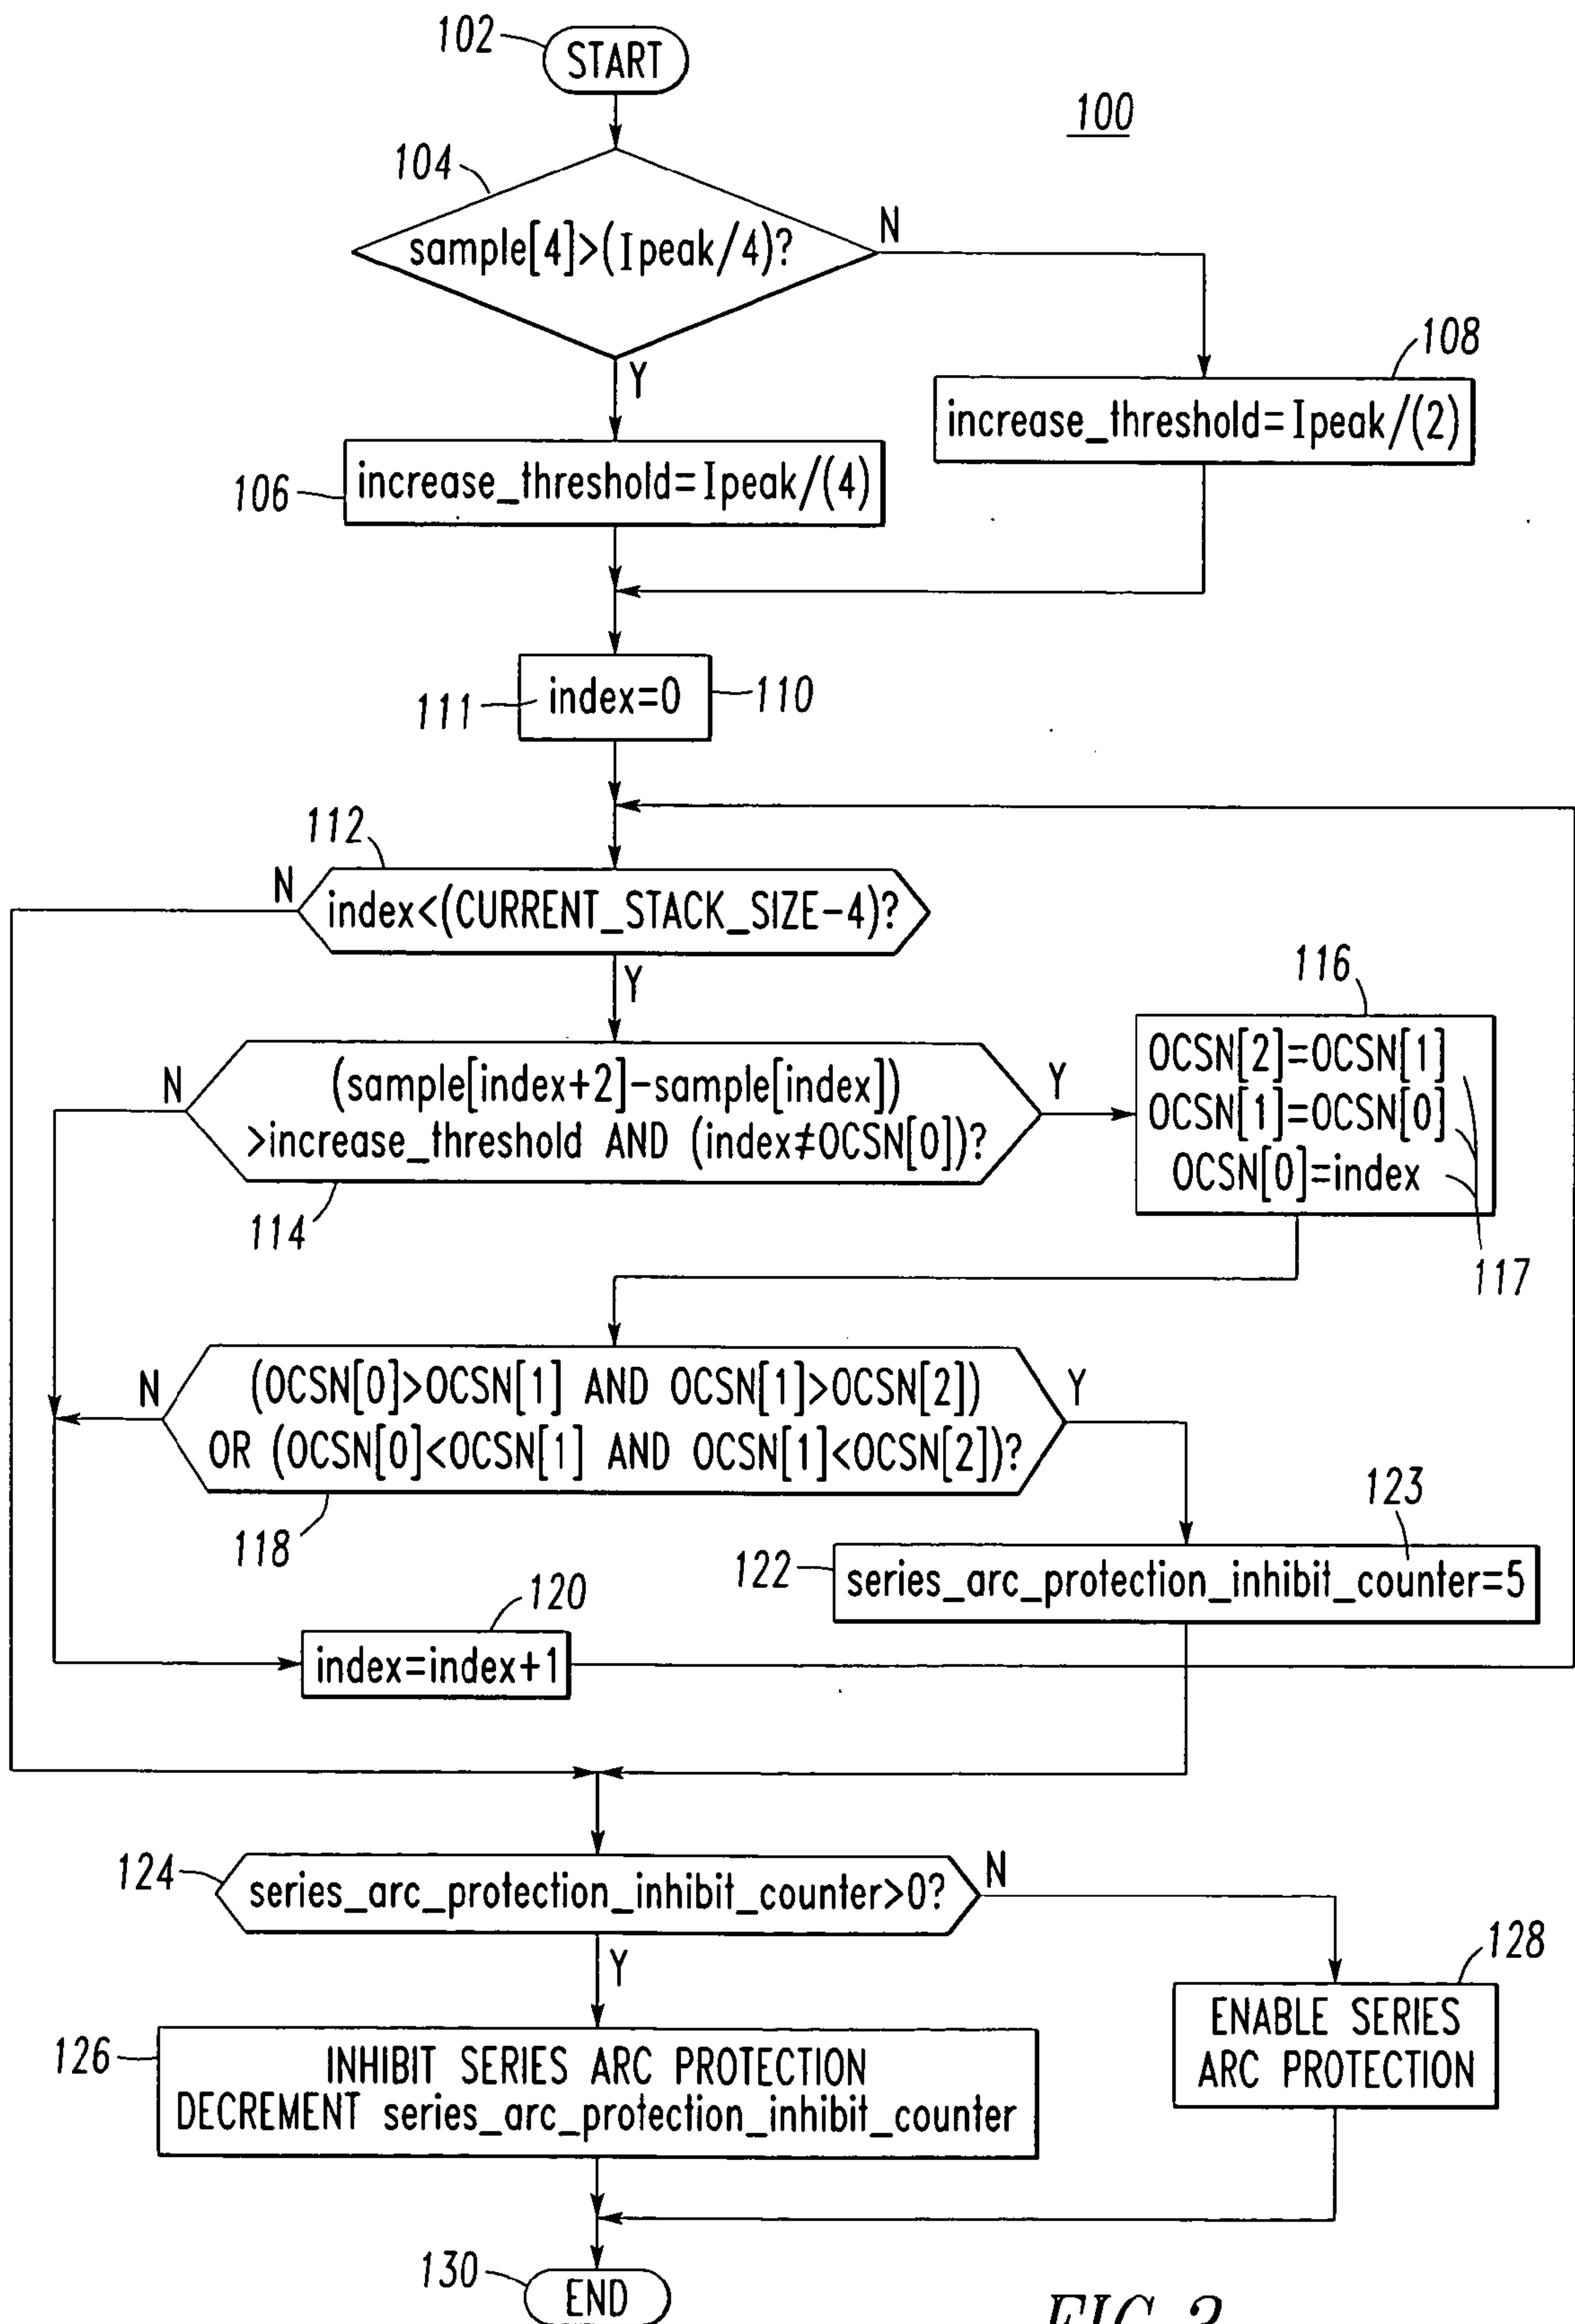 102
START
100
104
sample[4]>(Ipeak/4)?
N
Y
108
increase_threshold=Ipeak/(2)
106
increase_threshold=Ipeak/(4)
111
index=0
110
112
N
index<(CURRENT_STACK_SIZE-4)?
Y
116
OCSN[2]=OCSN[1]
OCSN[1]=OCSN[0]
OCSN[0]=index
117
N
(sample[index+2]-sample[index])
>increase_threshold AND (index≠OCSN[0])?
Y
114
N
(OCSN[0]>OCSN[1] AND OCSN[1]>OCSN[2])
OR (OCSN[0]<OCSN[1] AND OCSN[1]<OCSN[2])?
Y
118
123
122
series_arc_protection_inhibit_counter=5
120
index=index+1
124
series_arc_protection_inhibit_counter>0?
N
Y
128
ENABLE SERIES
ARC PROTECTION
126
INHIBIT SERIES ARC PROTECTION
DECREMENT series_arc_protection_inhibit_counter
130
END